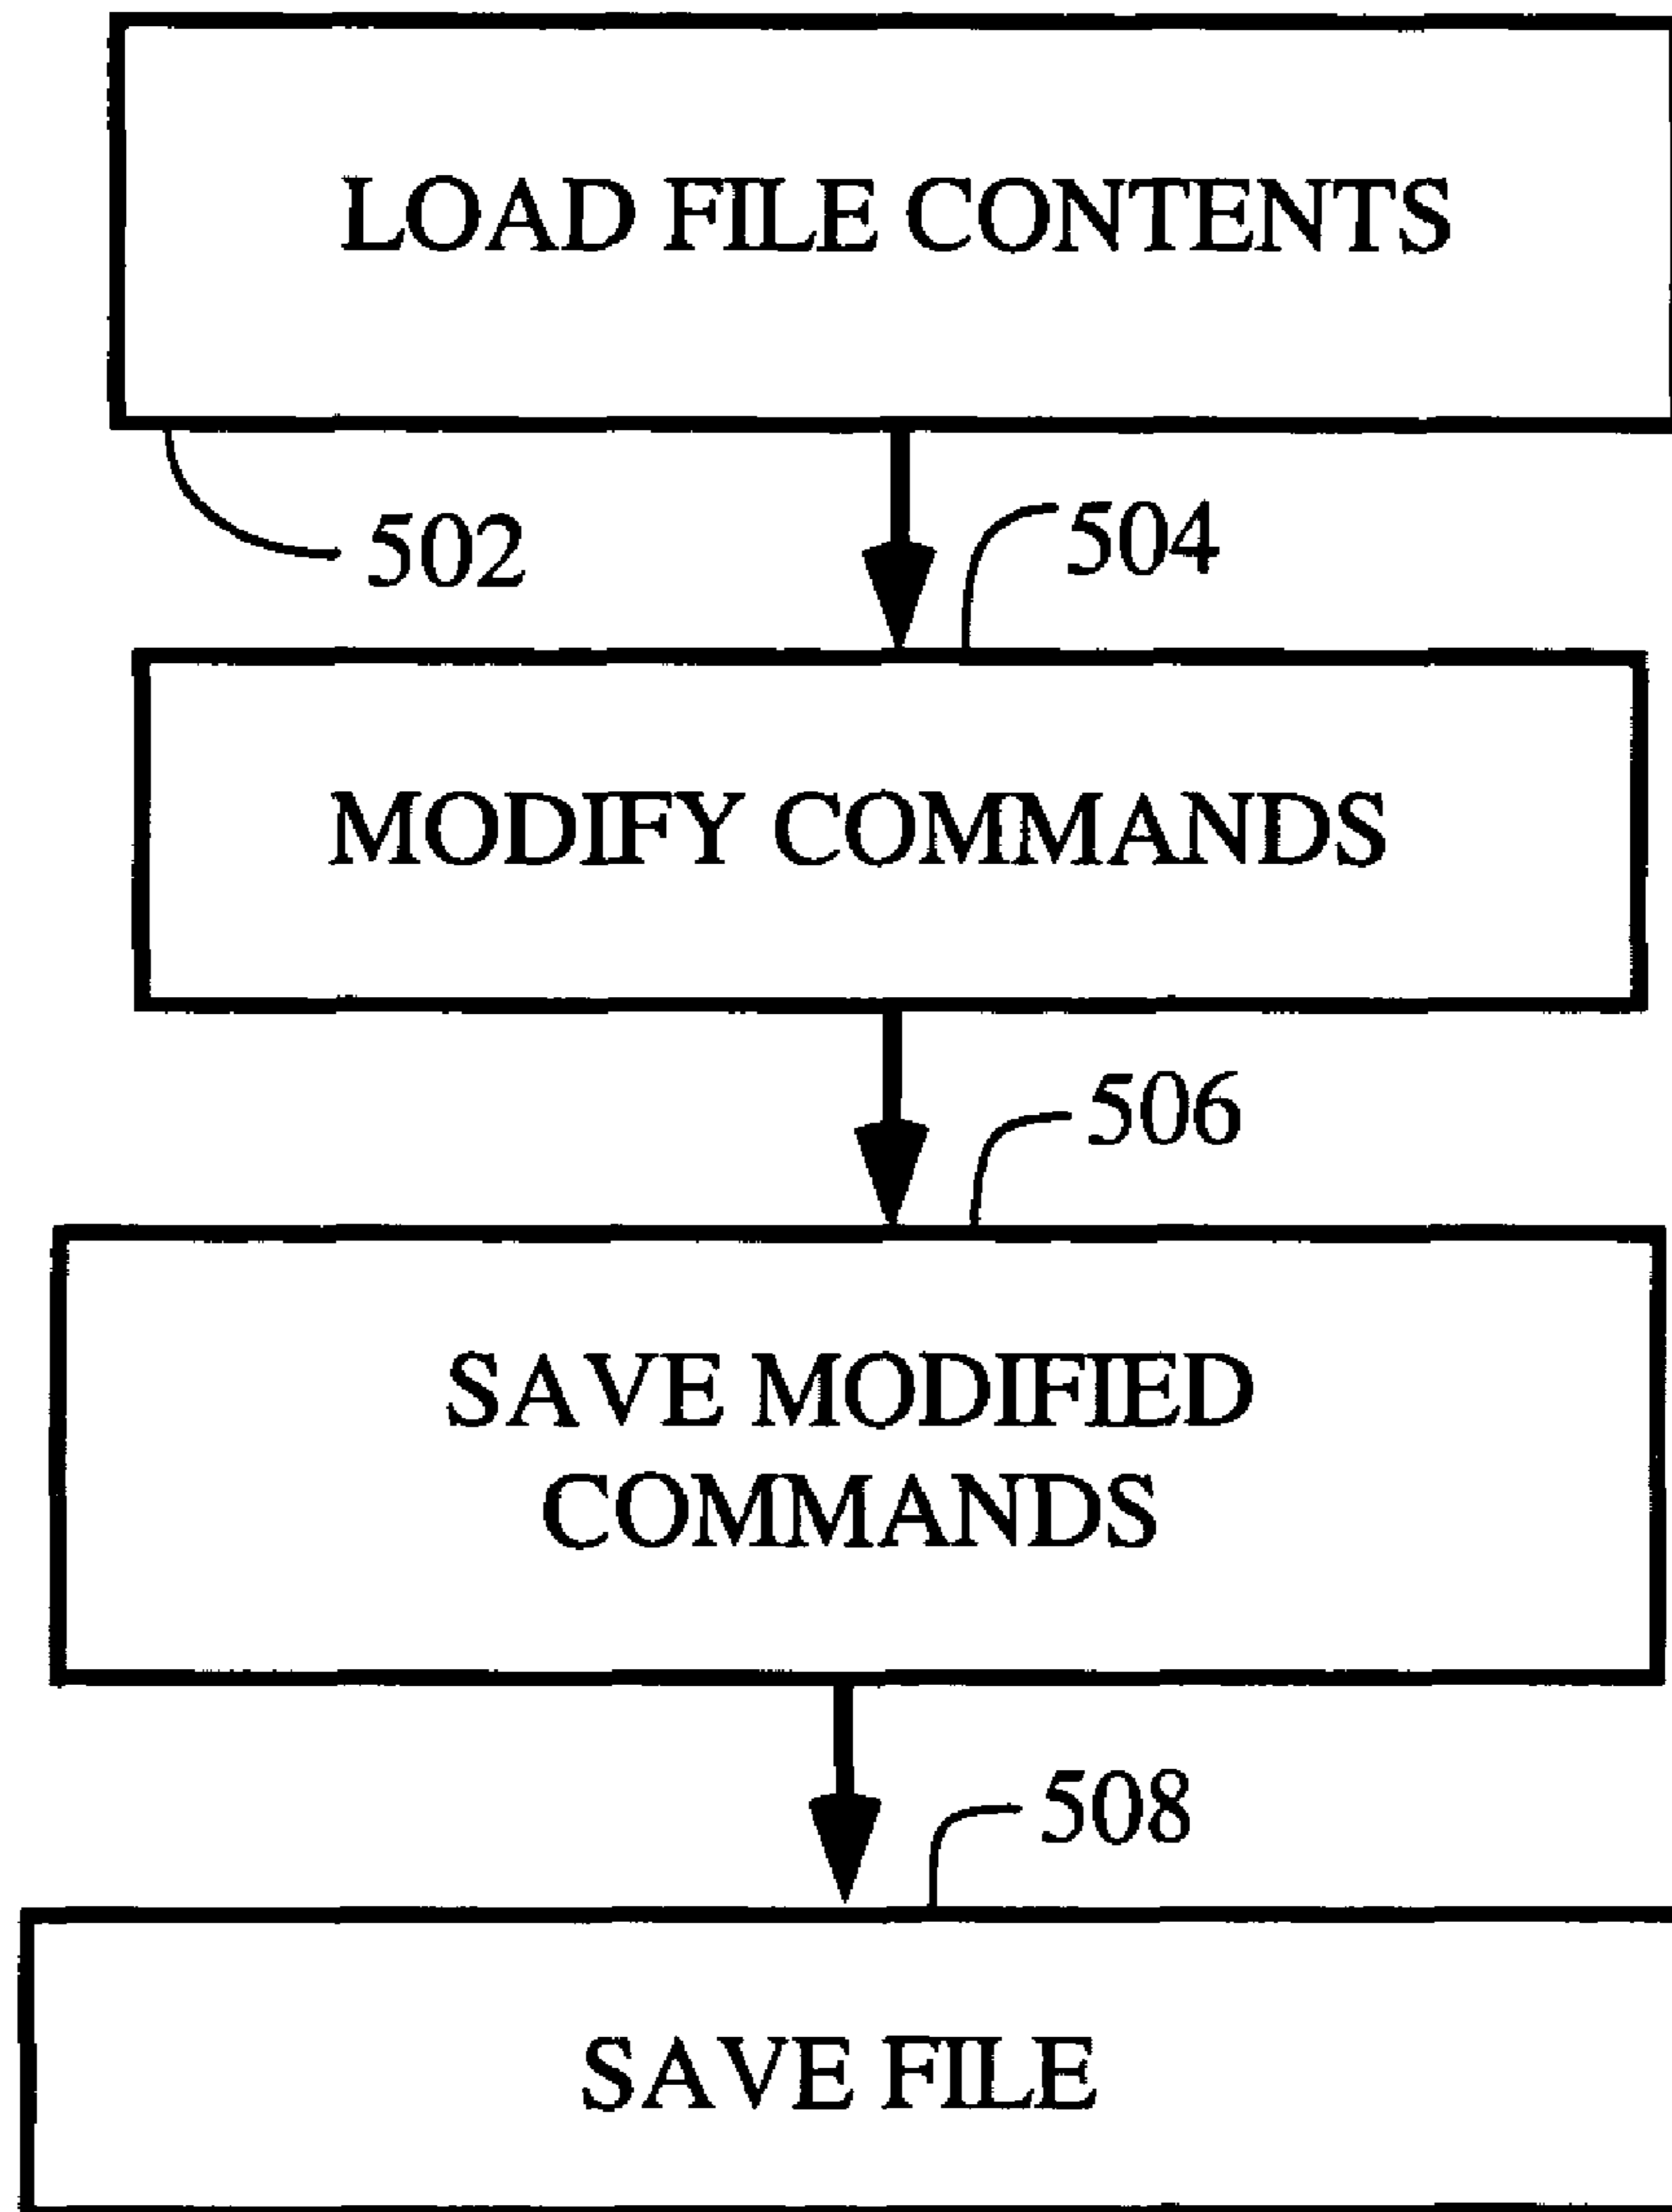 LOAD FILE CONTENTS
502
504
MODIFY COMMANDS
506
SAVE MODIFIED
COMMANDS
508
SAVE FILE